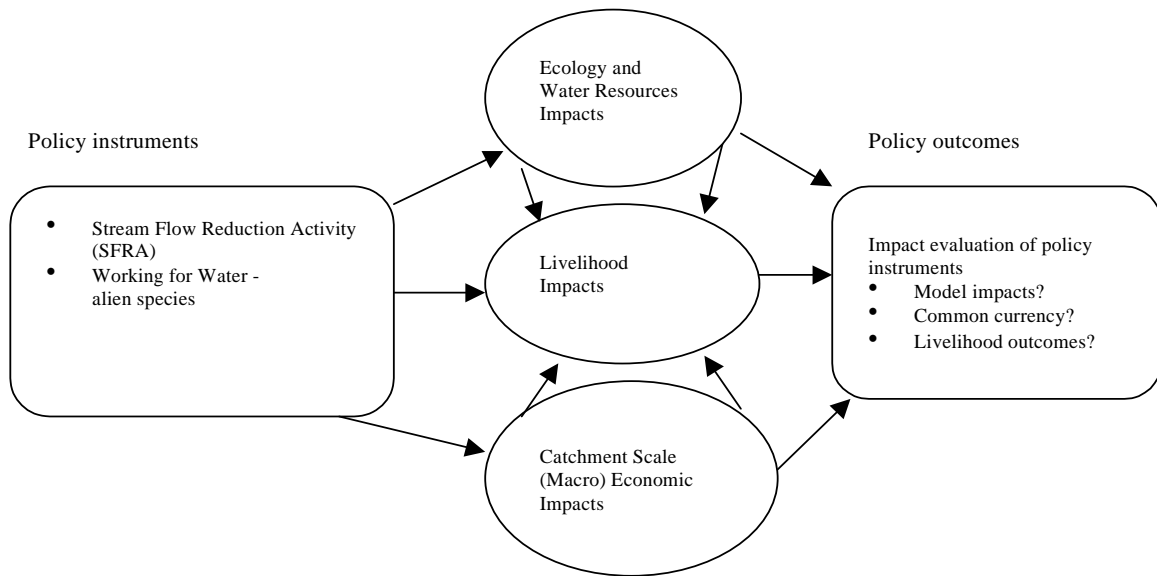 Policy instruments
• Stream Flow Reduction Activity
(SFRA)
• Working for Water -
alien species
Ecology and
Water Resources
Impacts
Livelihood
Impacts
Catchment Scale
(Macro) Economic
Impacts
Policy outcomes
Impact evaluation of policy
instruments
• Model impacts?
• Common currency?
• Livelihood outcomes?